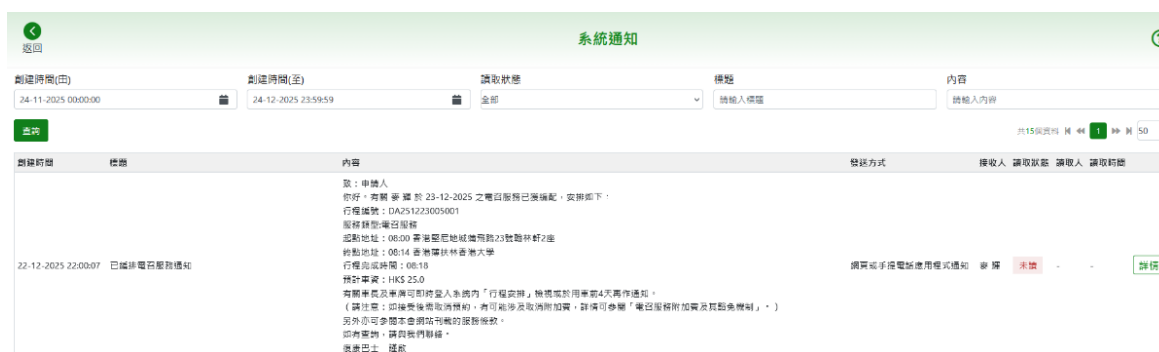 返回
系統通知
創建時間(由)
創建時間(至)
讀取狀態
標題
內容
24-11-2025 00:00:00
24-12-2025 23:59:59
全部
請輸入標題
請輸入內容
查詢
共15個資料
1
50
創建時間 標題 內容 發送方式 接收人 讀取狀態 讀取人 讀取時間
致：申請人
你好。有關 麥 輝 於 23-12-2025 之電召服務已獲編配，安排如下，
行程編號：DA251223005001
服務類型:電召服務
起點地址：08:00 香港堅尼地城蒲飛路23號翰林軒2座
終點地址：08:14 香港薄扶林香港大學
22-12-2025 22:00:07 已編排電召服務通知
網頁或手提電話應用程式通知 麥 輝 未讀 - - 詳情
行程完成時間：08:18
預計車資：HK$ 25.0
有關車長及車牌可即時登入系統內「行程安排」檢視或於用車前4天再作通知。
（請注意：如接受後需取消預約，有可能涉及取消附加費，詳情可參閱「電召服務附加費及其豁免機制」。）
另外亦可參閱本會網站刊載的服務條款。
如有查詢，請與我們聯絡。
復康巴士 謹啟